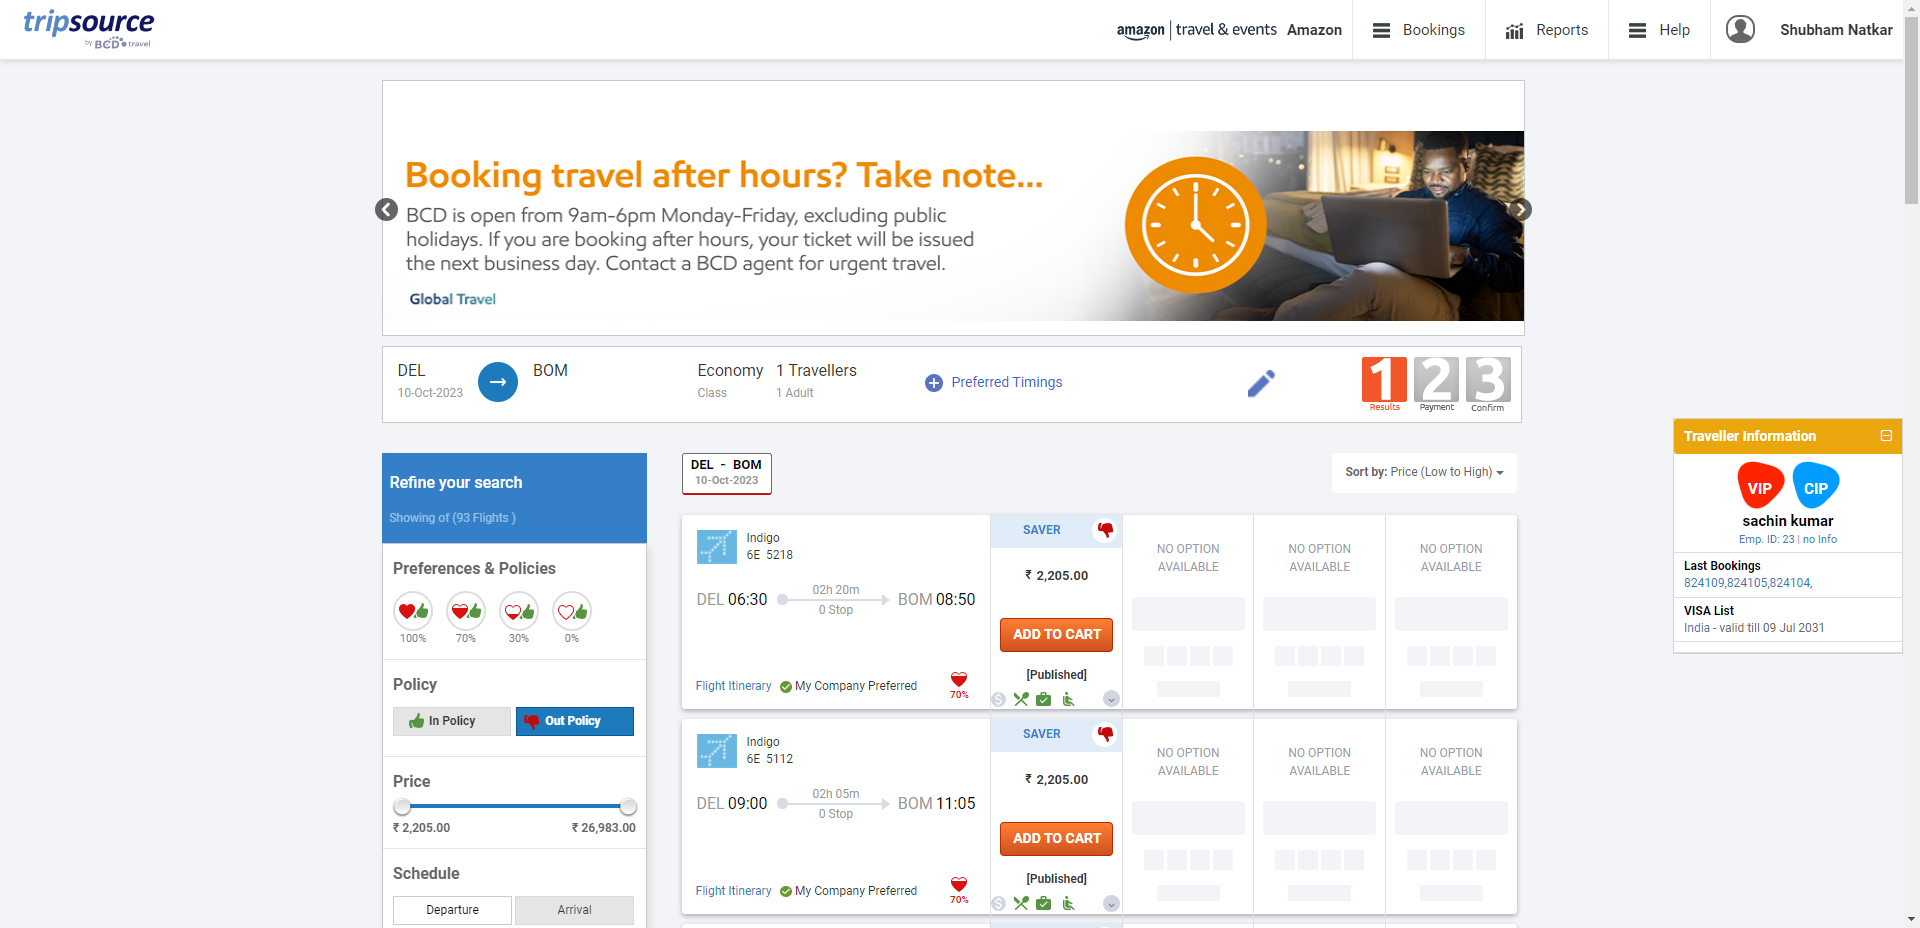 tripsource
by BCD travel
amazon | travel & events Amazon
Bookings
Reports
Help
Shubham Natkar
Booking travel after hours? Take note...
BCD is open from 9am-6pm Monday-Friday, excluding public
holidays. If you are booking after hours, your ticket will be issued
the next business day. Contact a BCD agent for urgent travel.
Global Travel
DEL
10-Oct-2023
BOM
Economy
Class
1 Travellers
1 Adult
Preferred Timings
1 2 3
Results Payment Confirm
Traveller Information
VIP CIP
sachin kumar
Emp. ID: 23 | no Info
Last Bookings
824109,824105,824104,
VISA List
India - valid till 09 Jul 2031
Refine your search
Showing of (93 Flights )
Preferences & Policies
100% 70% 30% 0%
Policy
In Policy Out Policy
Price
₹ 2,205.00 ₹ 26,983.00
Schedule
Departure Arrival
DEL - BOM
10-Oct-2023
Sort by: Price (Low to High)
Indigo
6E 5218
DEL 06:30
02h 20m
0 Stop
BOM 08:50
Flight Itinerary
My Company Preferred
70%
SAVER
₹ 2,205.00
ADD TO CART
[Published]
NO OPTION
AVAILABLE
NO OPTION
AVAILABLE
NO OPTION
AVAILABLE
Indigo
6E 5112
DEL 09:00
02h 05m
0 Stop
BOM 11:05
Flight Itinerary
My Company Preferred
70%
SAVER
₹ 2,205.00
ADD TO CART
[Published]
NO OPTION
AVAILABLE
NO OPTION
AVAILABLE
NO OPTION
AVAILABLE